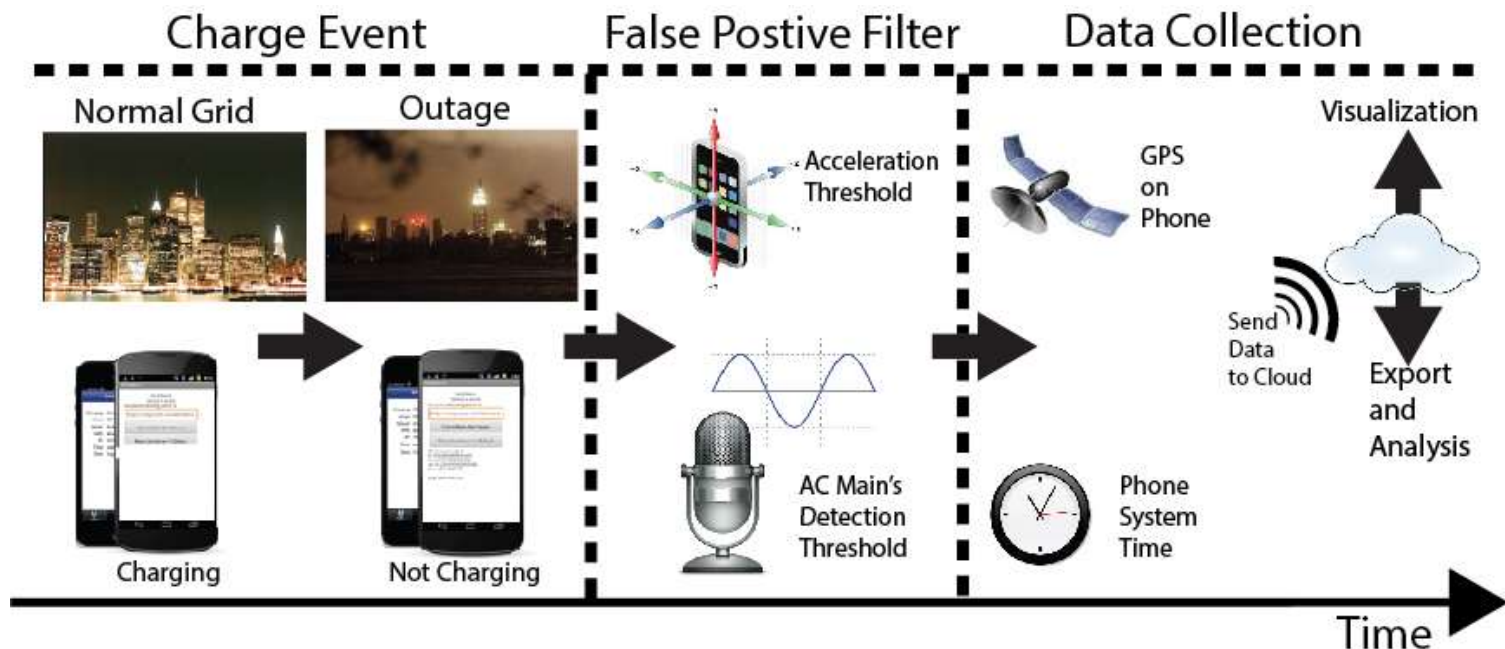 Charge Event
False Postive Filter
Data Collection
Normal Grid
Outage
Charging
Not Charging
Acceleration
Threshold
AC Main's
Detection
Threshold
GPS
on
Phone
Phone
System
Time
Send
Data
to Cloud
Visualization
Export
and
Analysis
Time